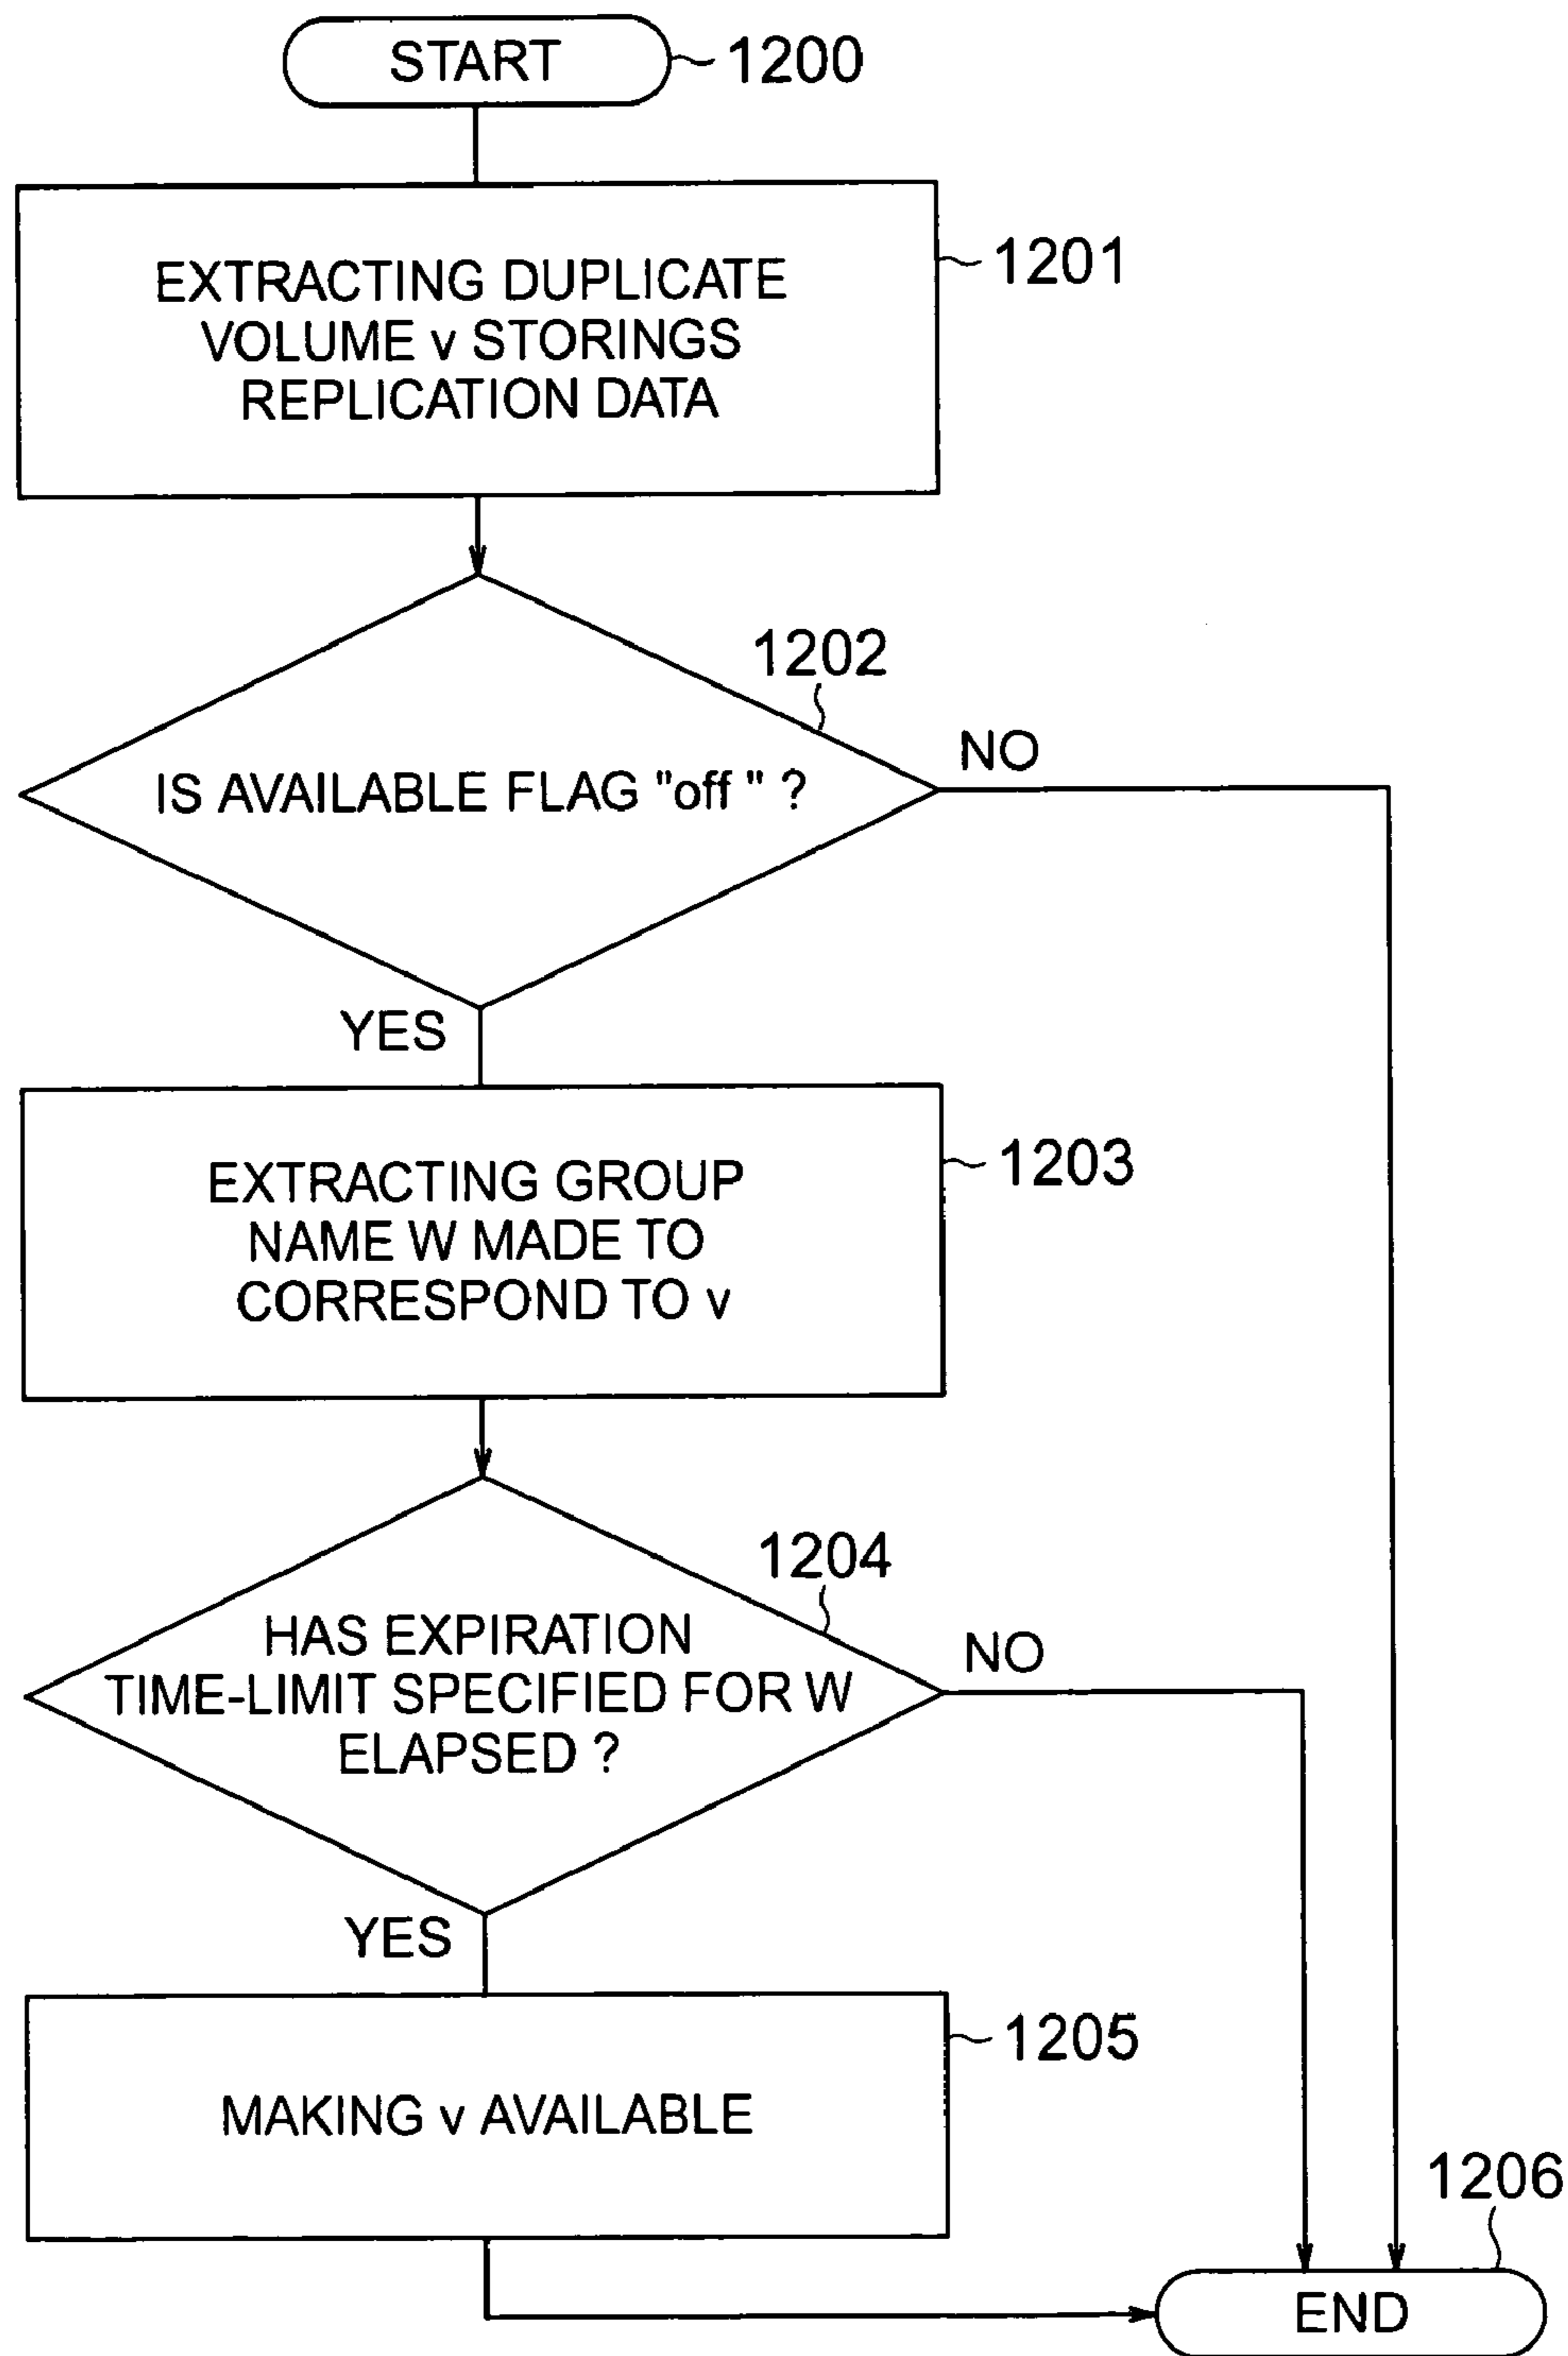 START
1200
EXTRACTING DUPLICATE
VOLUME v STORINGS
REPLICATION DATA
1201
1202
IS AVAILABLE FLAG "off " ?
NO
YES
EXTRACTING GROUP
NAME W MADE TO
CORRESPOND TO v
1203
1204
HAS EXPIRATION
TIME-LIMIT SPECIFIED FOR W
ELAPSED ?
NO
YES
MAKING v AVAILABLE
1205
1206
END